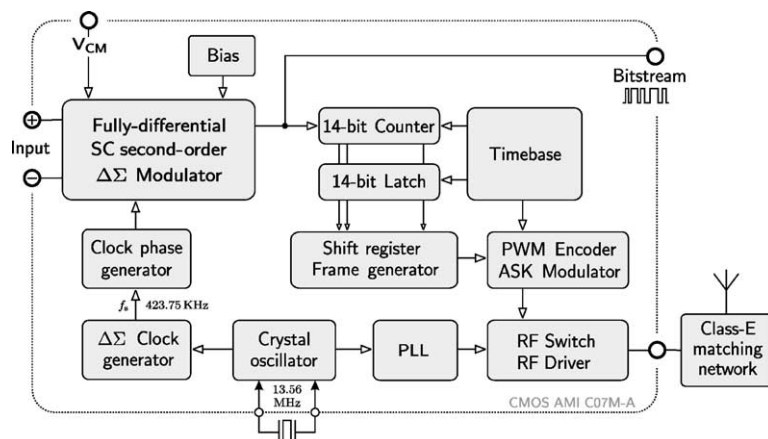 V_CM
Bias
Bitstream
Input
Fully-differential
SC second-order
ΔΣ Modulator
14-bit Counter
Timebase
14-bit Latch
Clock phase
generator
Shift register
Frame generator
PWM Encoder
ASK Modulator
f_s 423.75 KHz
ΔΣ Clock
generator
Crystal
oscillator
PLL
RF Switch
RF Driver
Class-E
matching
network
13.56
MHz
CMOS AMI C07M-A